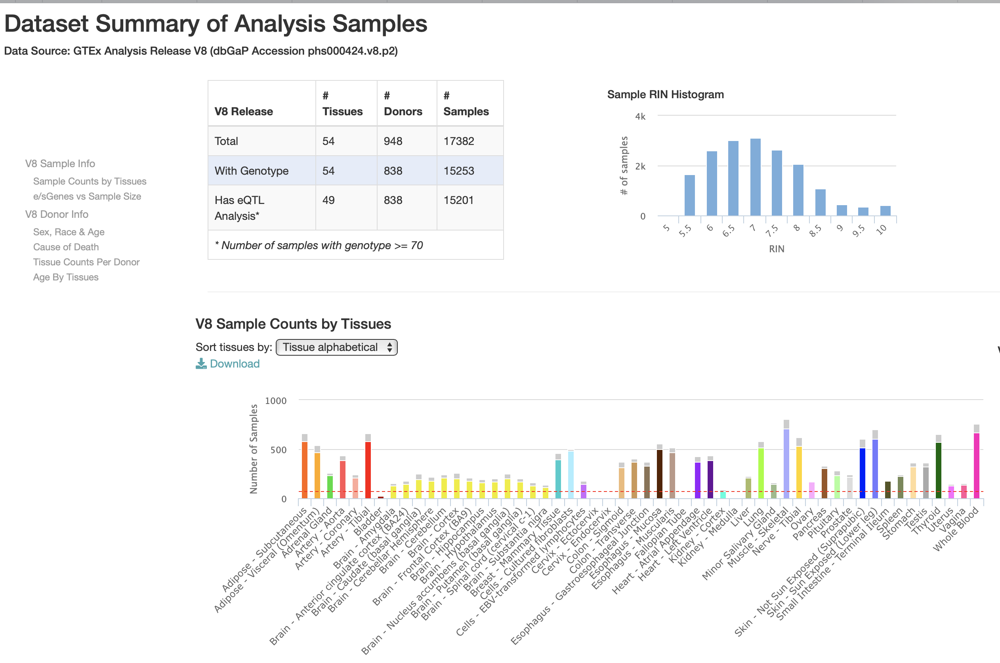 Dataset Summary of Analysis Samples
Data Source: GTEx Analysis Release V8 (dbGaP Accession phs000424.v8.p2)
V8 Sample Info
Sample Counts by Tissues
e/sGenes vs Sample Size
V8 Donor Info
Sex, Race & Age
Cause of Death
Tissue Counts Per Donor
Age By Tissues
V8 Release
# Tissues
# Donors
# Samples
Total 54 948 17382
With Genotype 54 838 15253
Has eQTL Analysis* 49 838 15201
* Number of samples with genotype >= 70
Sample RIN Histogram
# of samples
4k
2k
0
5 5.5 6 6.5 7 7.5 8 8.5 9 9.5 10
RIN
V8 Sample Counts by Tissues
Sort tissues by: Tissue alphabetical
Download
Number of Samples
1000
500
0
Adipose - Subcutaneous
Adipose - Visceral (Omentum)
Adrenal Gland
Artery - Aorta
Artery - Coronary
Artery - Tibial
Bladder
Brain - Amygdala
Brain - Anterior cingulate cortex (BA24)
Brain - Caudate (basal ganglia)
Brain - Cerebellar Hemisphere
Brain - Cerebellum
Brain - Cortex
Brain - Frontal Cortex (BA9)
Brain - Hippocampus
Brain - Hypothalamus
Brain - Nucleus accumbens (basal ganglia)
Brain - Putamen (basal ganglia)
Brain - Spinal cord (cervical c-1)
Brain - Substantia nigra
Breast - Mammary Tissue
Cells - Cultured fibroblasts
Cells - EBV-transformed lymphocytes
Cervix - Ectocervix
Cervix - Endocervix
Colon - Sigmoid
Colon - Transverse
Esophagus - Gastroesophageal Junction
Esophagus - Mucosa
Esophagus - Muscularis
Fallopian Tube
Heart - Atrial Appendage
Heart - Left Ventricle
Kidney - Cortex
Kidney - Medulla
Liver
Lung
Minor Salivary Gland
Muscle - Skeletal
Nerve - Tibial
Ovary
Pancreas
Pituitary
Prostate
Skin - Not Sun Exposed (Suprapubic)
Skin - Sun Exposed (Lower leg)
Small Intestine - Terminal Ileum
Spleen
Stomach
Testis
Thyroid
Uterus
Vagina
Whole Blood